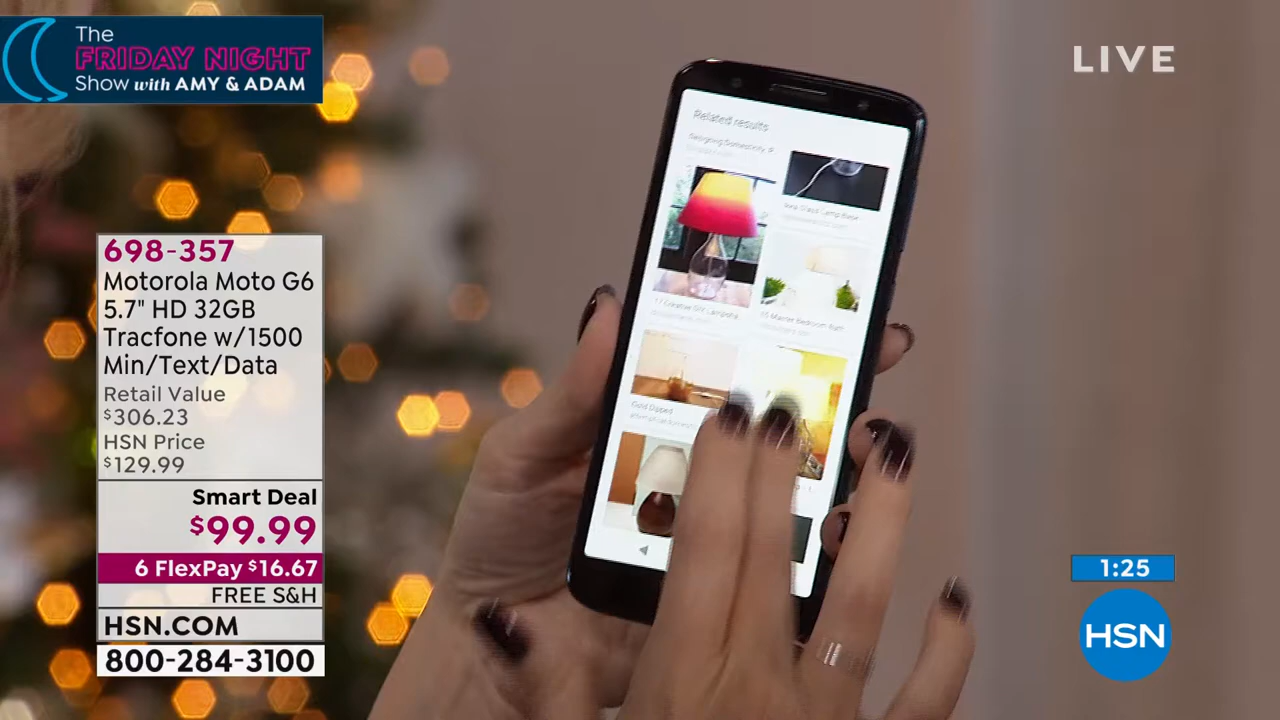 The
FRIDAY NIGHT
Show with AMY & ADAM
LIVE
698-357
Motorola Moto G6
5.7" HD 32GB
Tracfone w/1500
Min/Text/Data
Retail Value
$306.23
HSN Price
$129.99
Smart Deal
$99.99
6 FlexPay $16.67
FREE S&H
HSN.COM
800-284-3100
Related results
Gold Dipped
1:25
HSN